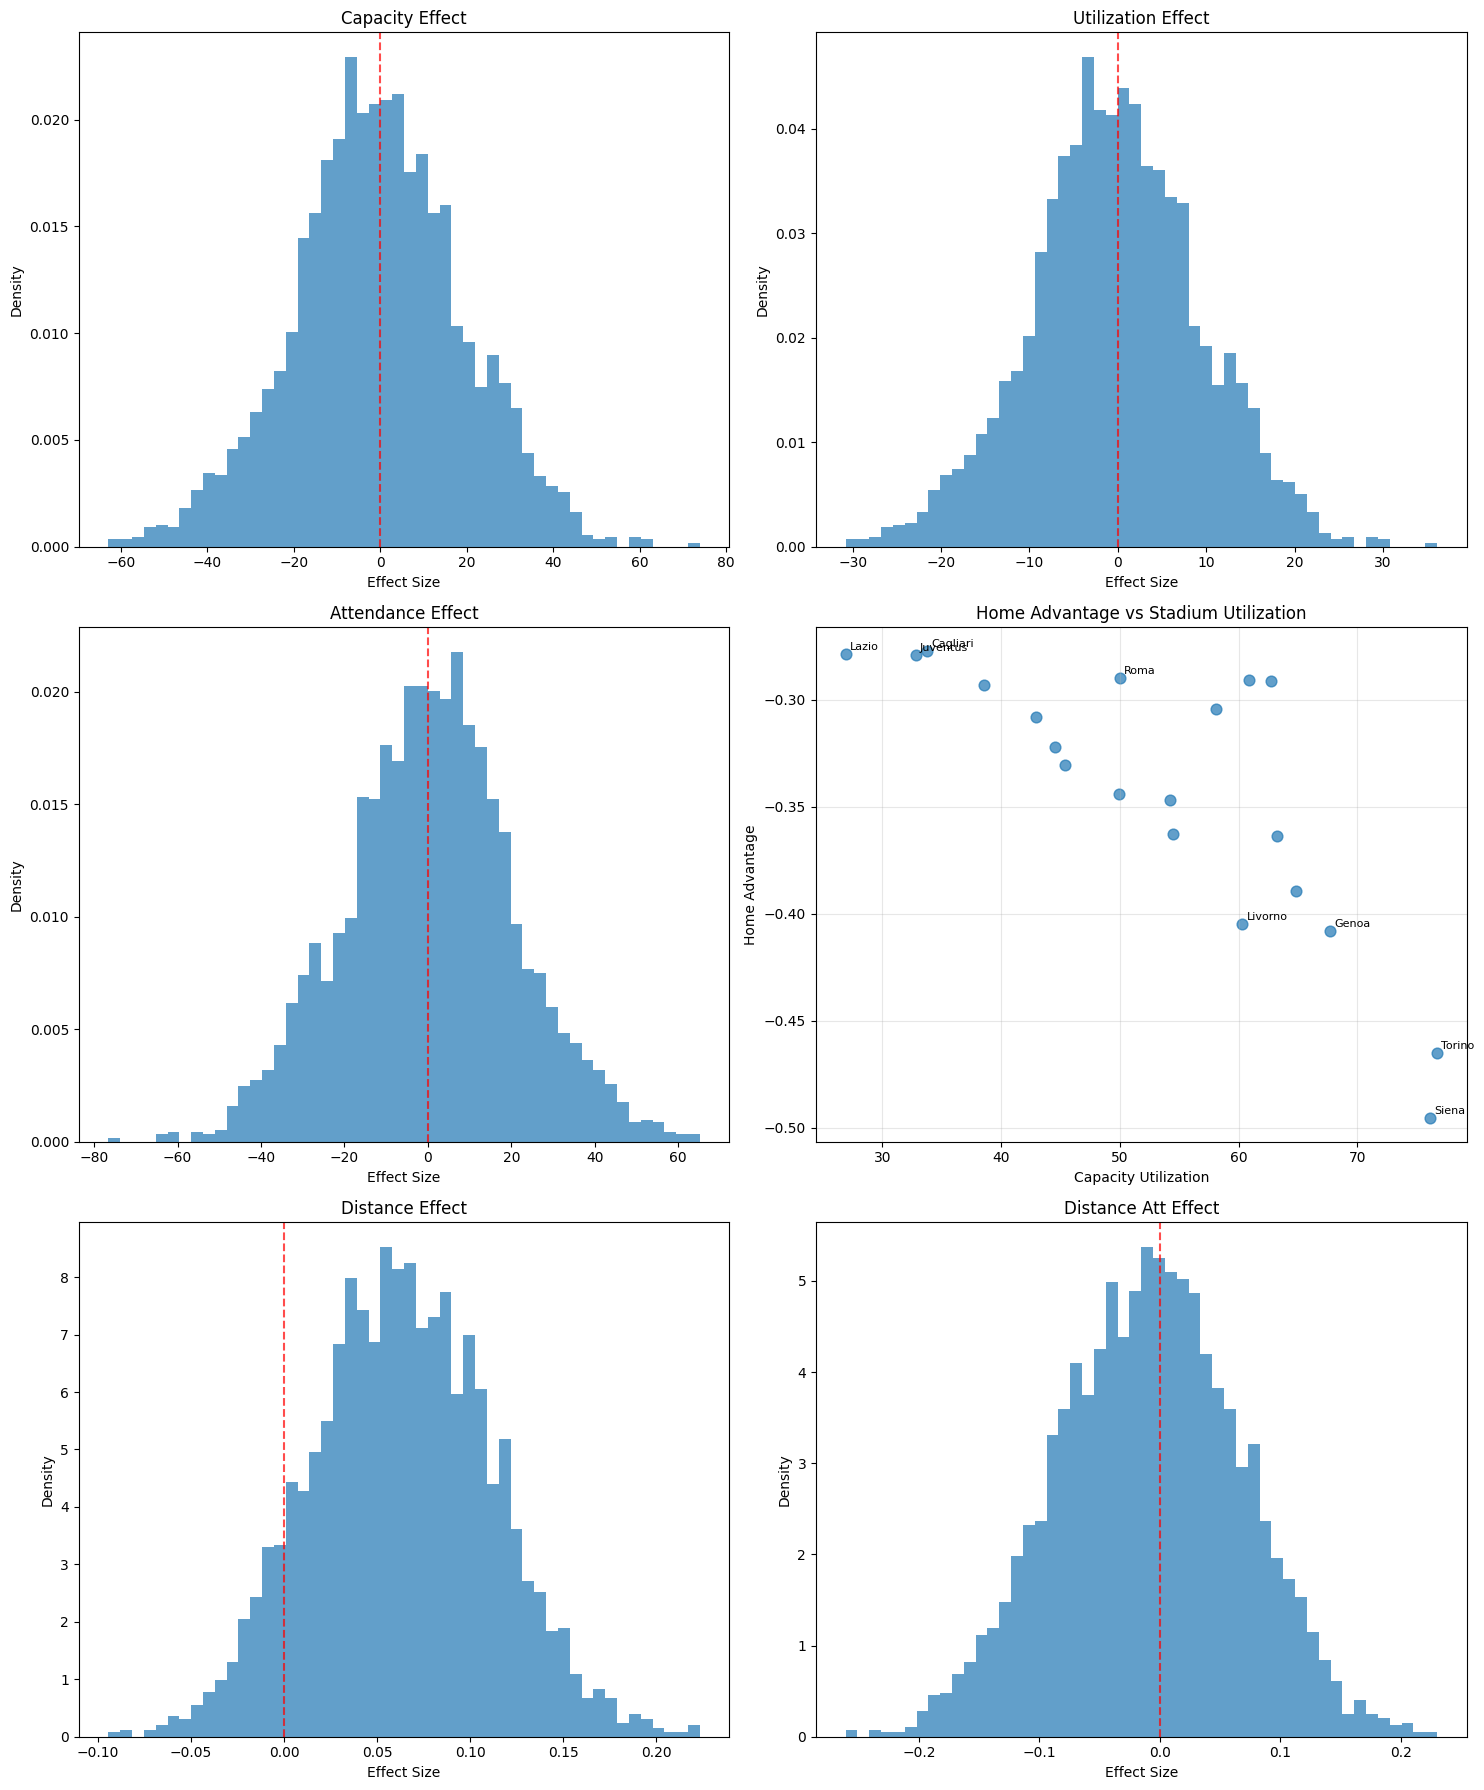 Capacity Effect
Density
0.020
0.015
0.010
0.005
0.000
−60 −40 −20 0 20 40 60 80
Effect Size
Utilization Effect
Density
0.04
0.03
0.02
0.01
0.00
−30 −20 −10 0 10 20 30
Effect Size
Attendance Effect
Density
0.020
0.015
0.010
0.005
0.000
−80 −60 −40 −20 0 20 40 60
Effect Size
Home Advantage vs Stadium Utilization
Home Advantage
−0.30
−0.35
−0.40
−0.45
−0.50
Lazio
Cagliari
Juventus
Roma
Livorno
Genoa
Torino
Siena
30 40 50 60 70
Capacity Utilization
Distance Effect
Density
8
7
6
5
4
3
2
1
0
−0.10 −0.05 0.00 0.05 0.10 0.15 0.20
Effect Size
Distance Att Effect
Density
5
4
3
2
1
0
−0.2 −0.1 0.0 0.1 0.2
Effect Size